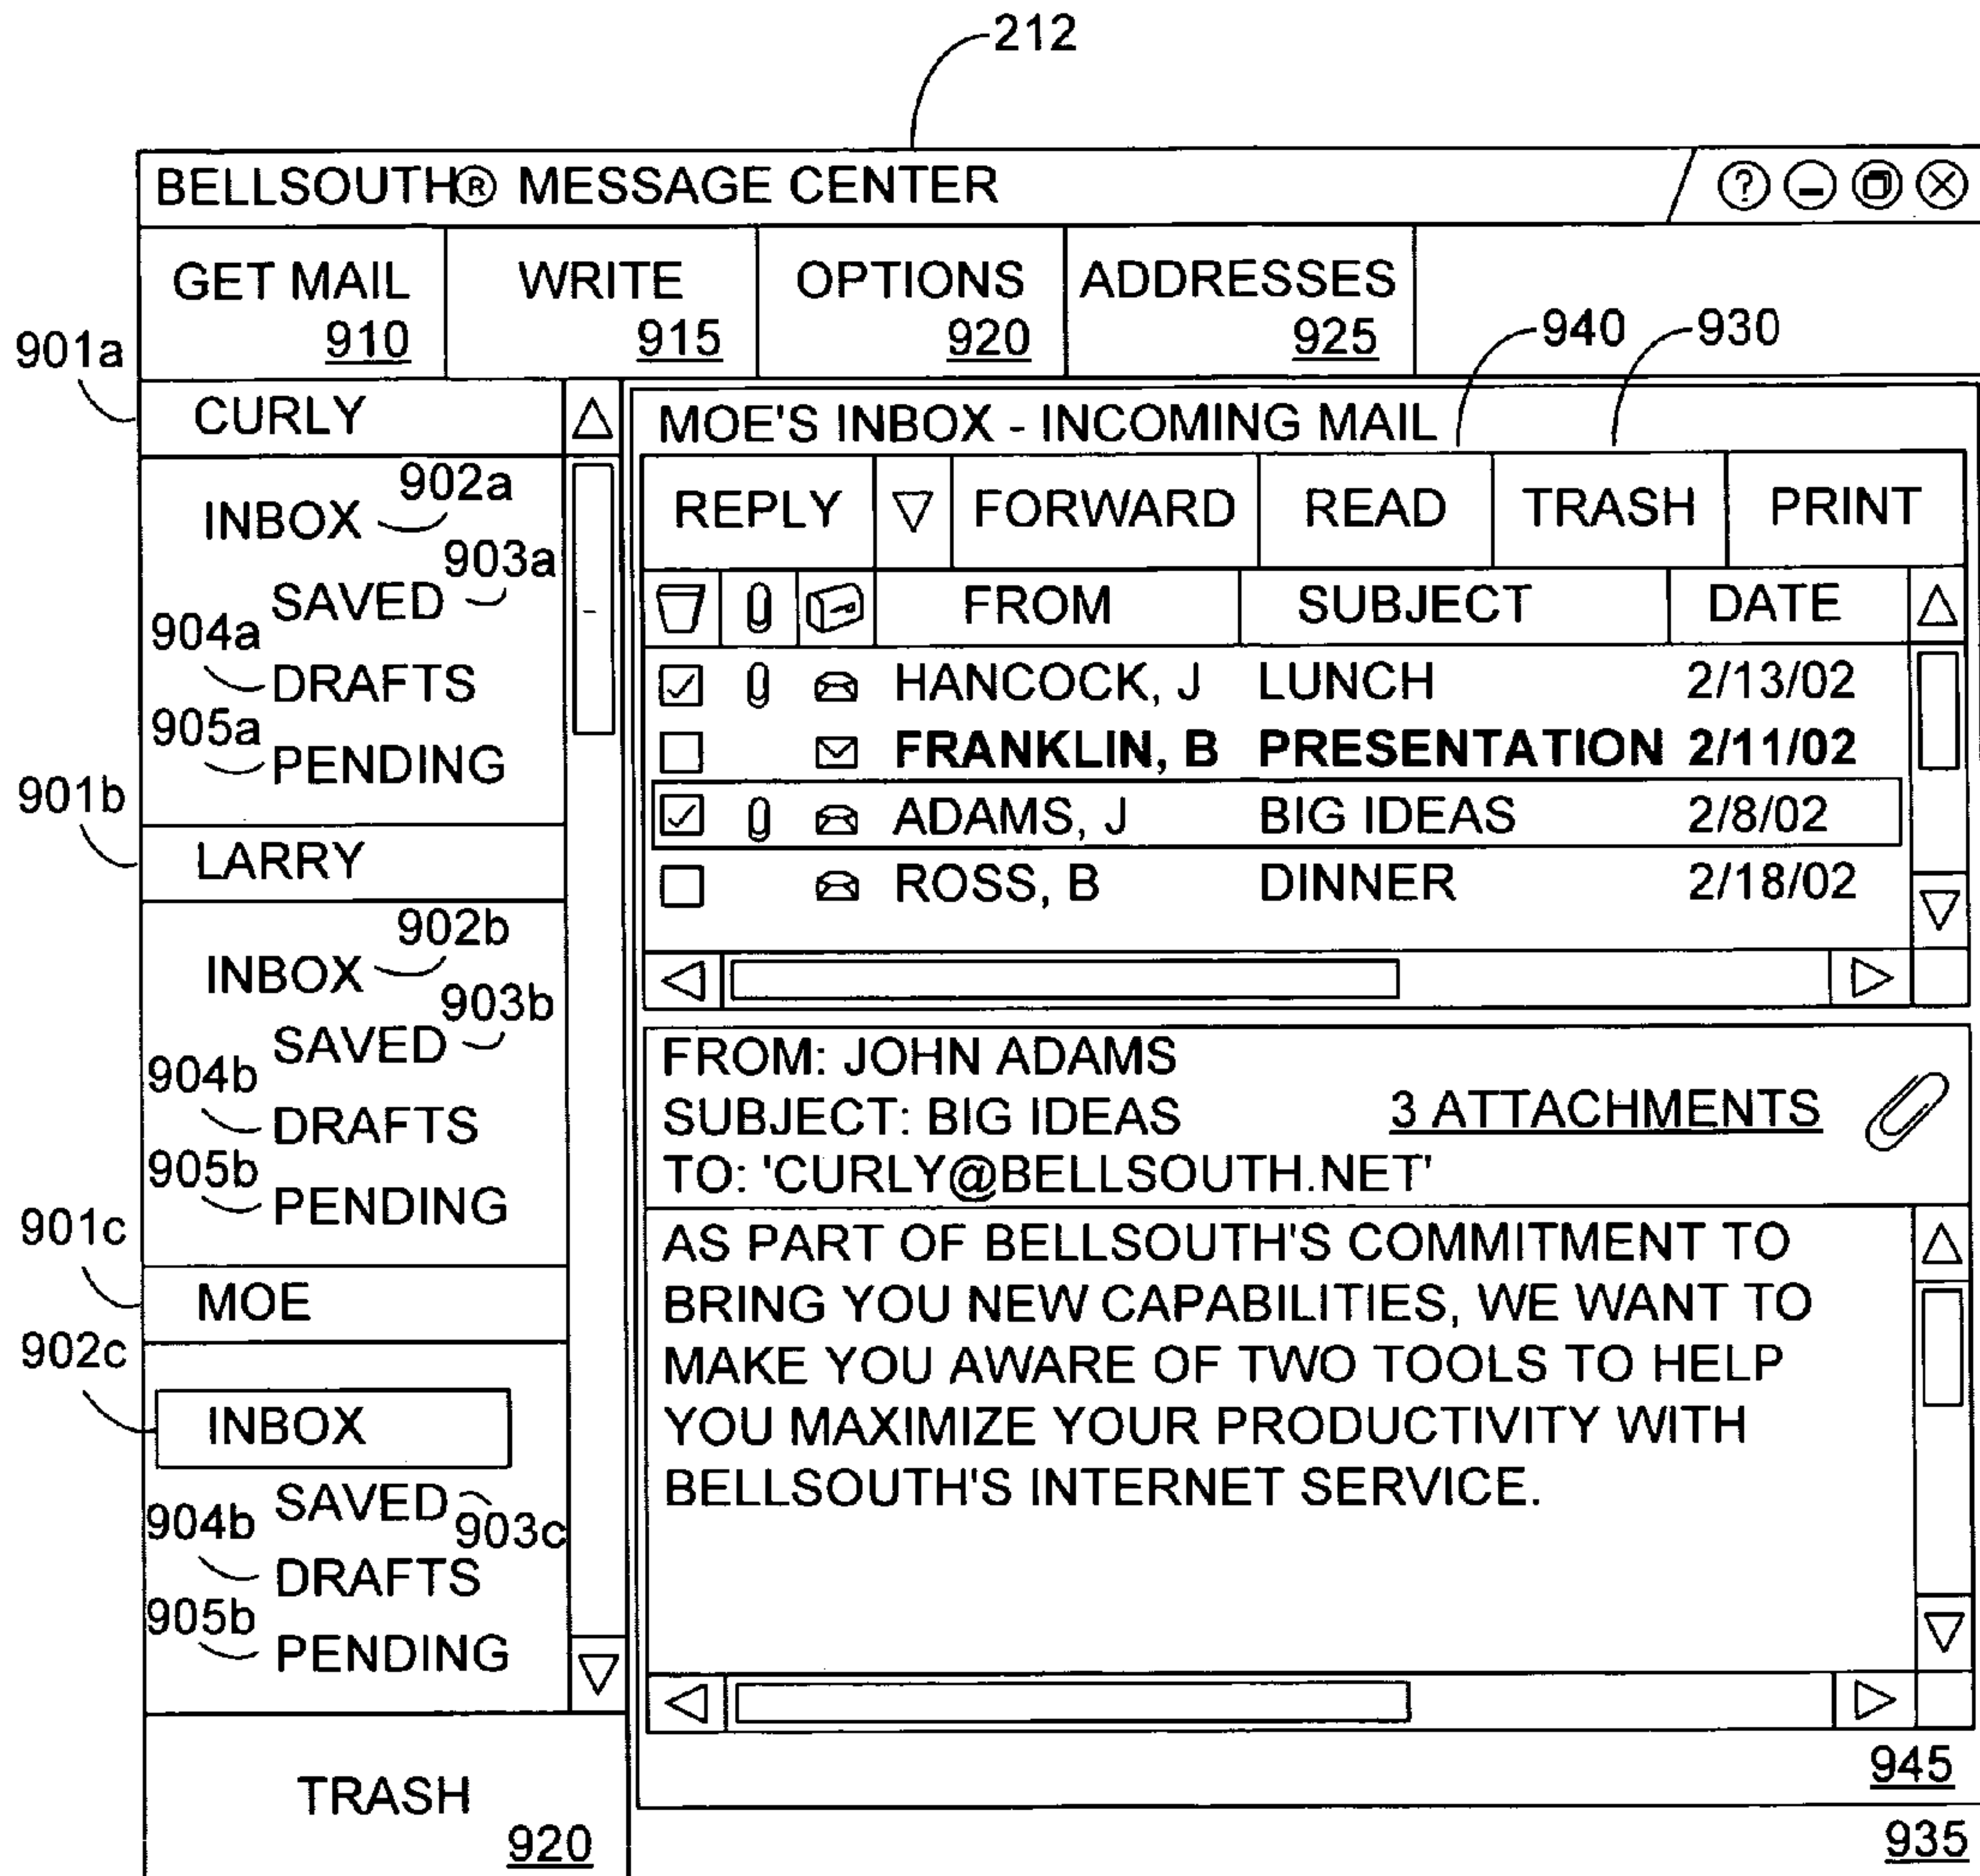 212
BELLSOUTH® MESSAGE CENTER
?
GET MAIL WRITE OPTIONS ADDRESSES
910 915 920 925
940 930
901a
CURLY
INBOX 902a
903a
SAVED
904a
DRAFTS
905a
PENDING
901b
LARRY
902b
INBOX
903b
SAVED
904b
DRAFTS
905b
PENDING
901c
MOE
902c
INBOX
SAVED
903c
904b
DRAFTS
905b
PENDING
TRASH
920
MOE'S INBOX - INCOMING MAIL
REPLY FORWARD READ TRASH PRINT
FROM SUBJECT DATE
HANCOCK, J LUNCH 2/13/02
FRANKLIN, B PRESENTATION 2/11/02
ADAMS, J BIG IDEAS 2/8/02
ROSS, B DINNER 2/18/02
FROM: JOHN ADAMS
SUBJECT: BIG IDEAS 3 ATTACHMENTS
TO: 'CURLY@BELLSOUTH.NET'
AS PART OF BELLSOUTH'S COMMITMENT TO
BRING YOU NEW CAPABILITIES, WE WANT TO
MAKE YOU AWARE OF TWO TOOLS TO HELP
YOU MAXIMIZE YOUR PRODUCTIVITY WITH
BELLSOUTH'S INTERNET SERVICE.
945
935